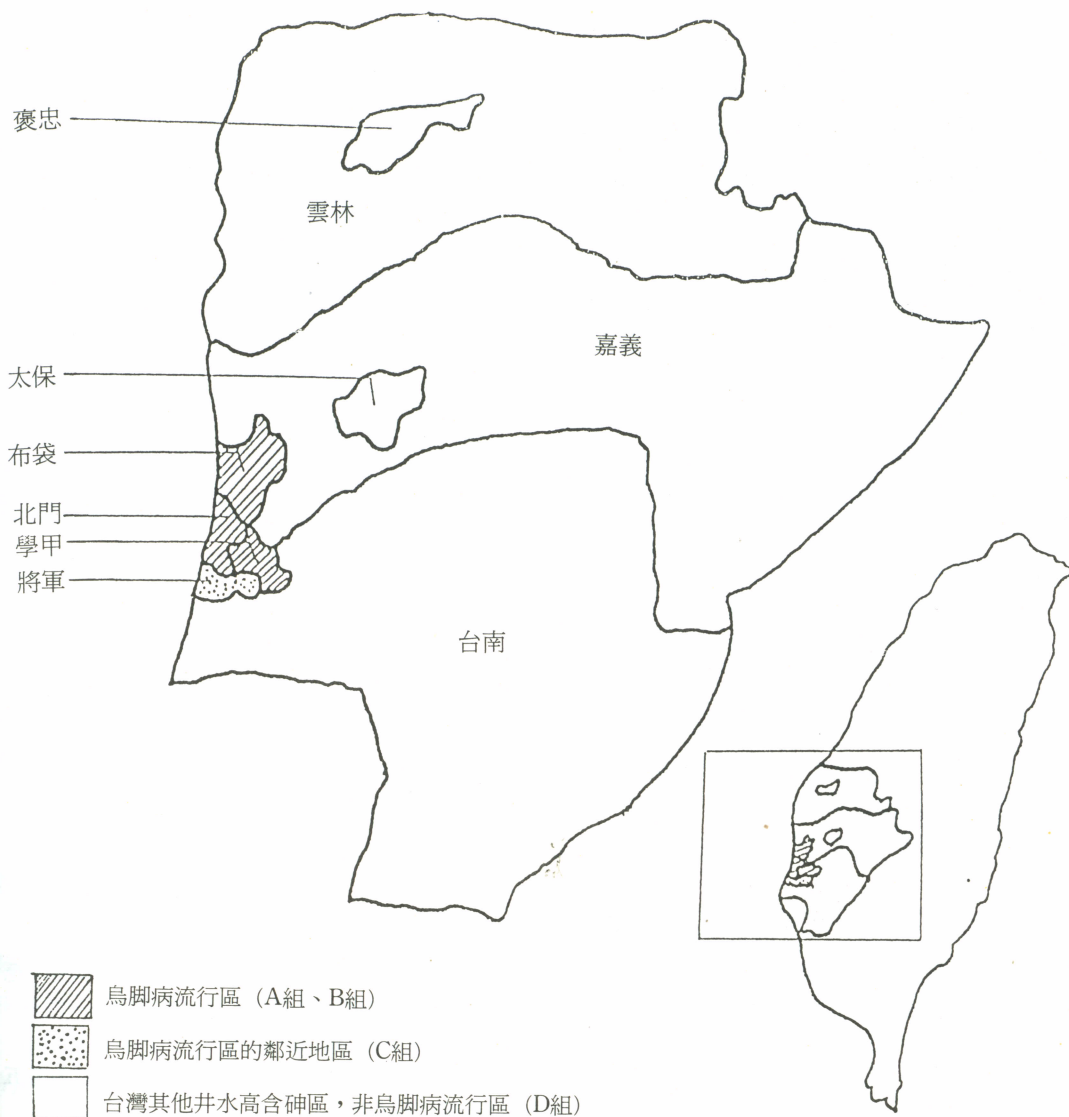 褒忠
雲林
嘉義
太保
布袋
北門
學甲
將軍
台南
烏脚病流行區 (A組、B組)
烏脚病流行區的鄰近地區 (C組)
台灣其他井水高含砷區，非烏脚病流行區 (D組)